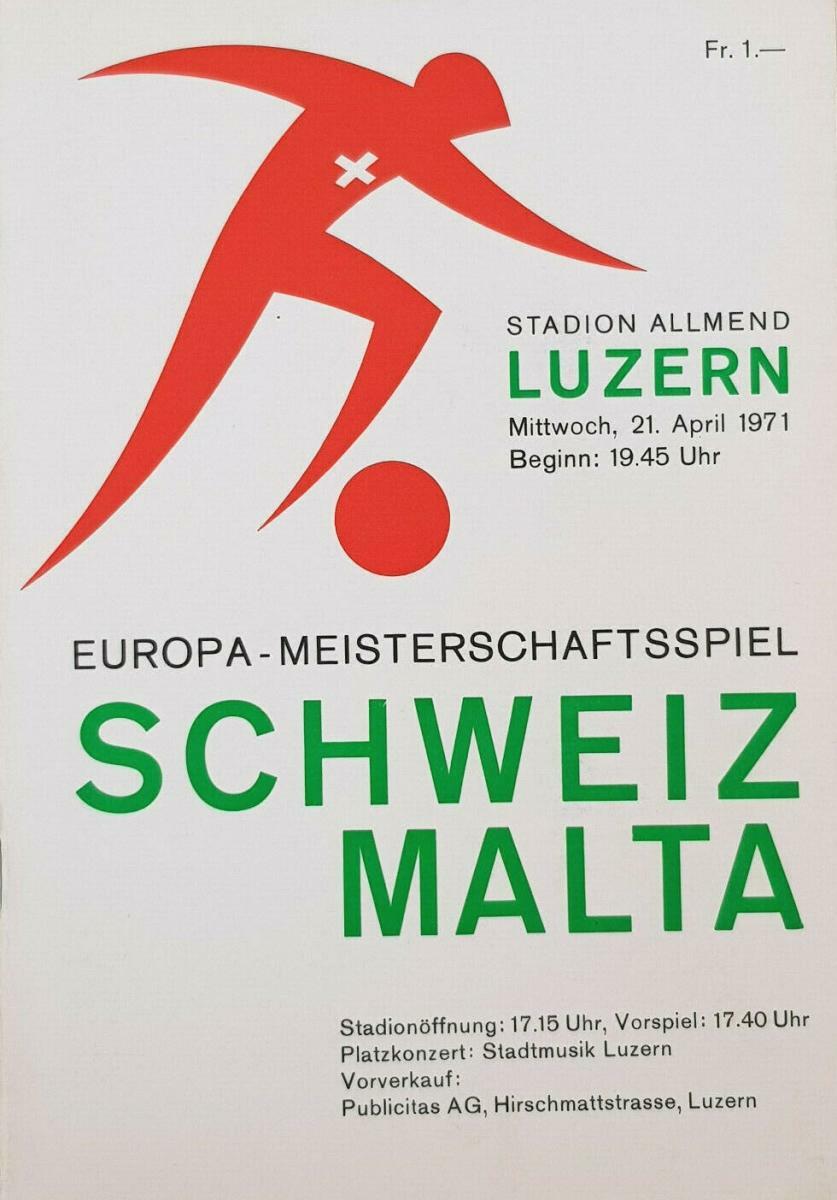 Fr. 1.—
STADION ALLMEND
LUZERN
Mittwoch, 21. April 1971
Beginn: 19.45 Uhr
EUROPA-MEISTERSCHAFTSSPIEL
SCHWEIZ
MALTA
Stadionöffnung: 17.15 Uhr, Vorspiel: 17.40 Uhr
Platzkonzert: Stadtmusik Luzern
Vorverkauf:
Publicitas AG, Hirschmattstrasse, Luzern